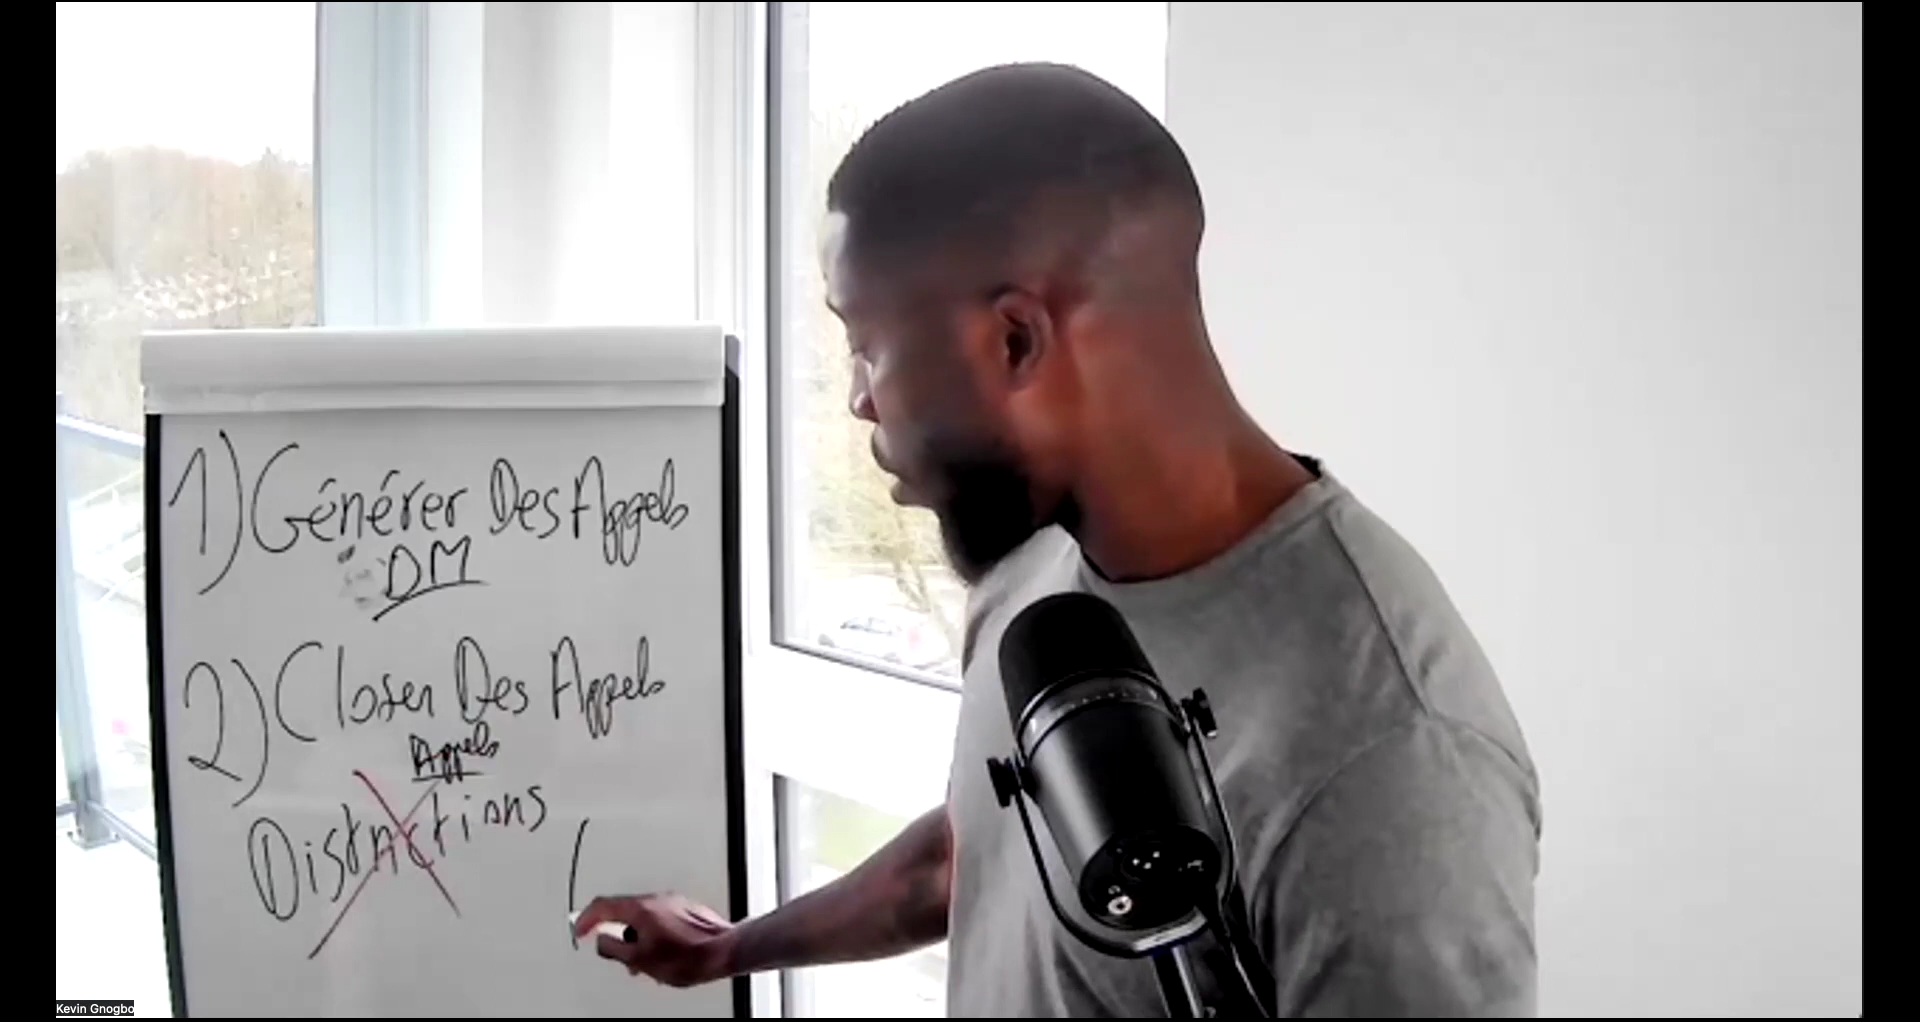 1) Générer Des Appels
DM
2) Closer Des Appels
Appels
Distractions
Kevin Gnogbo